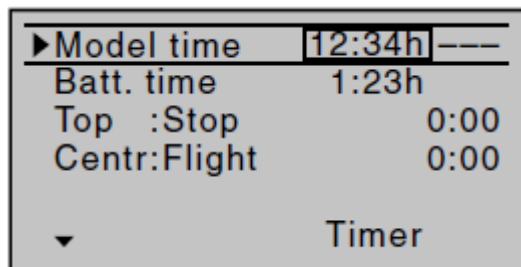 Model time 12:34h ---
Batt. time 1:23h
Top :Stop 0:00
Centr:Flight 0:00
Timer